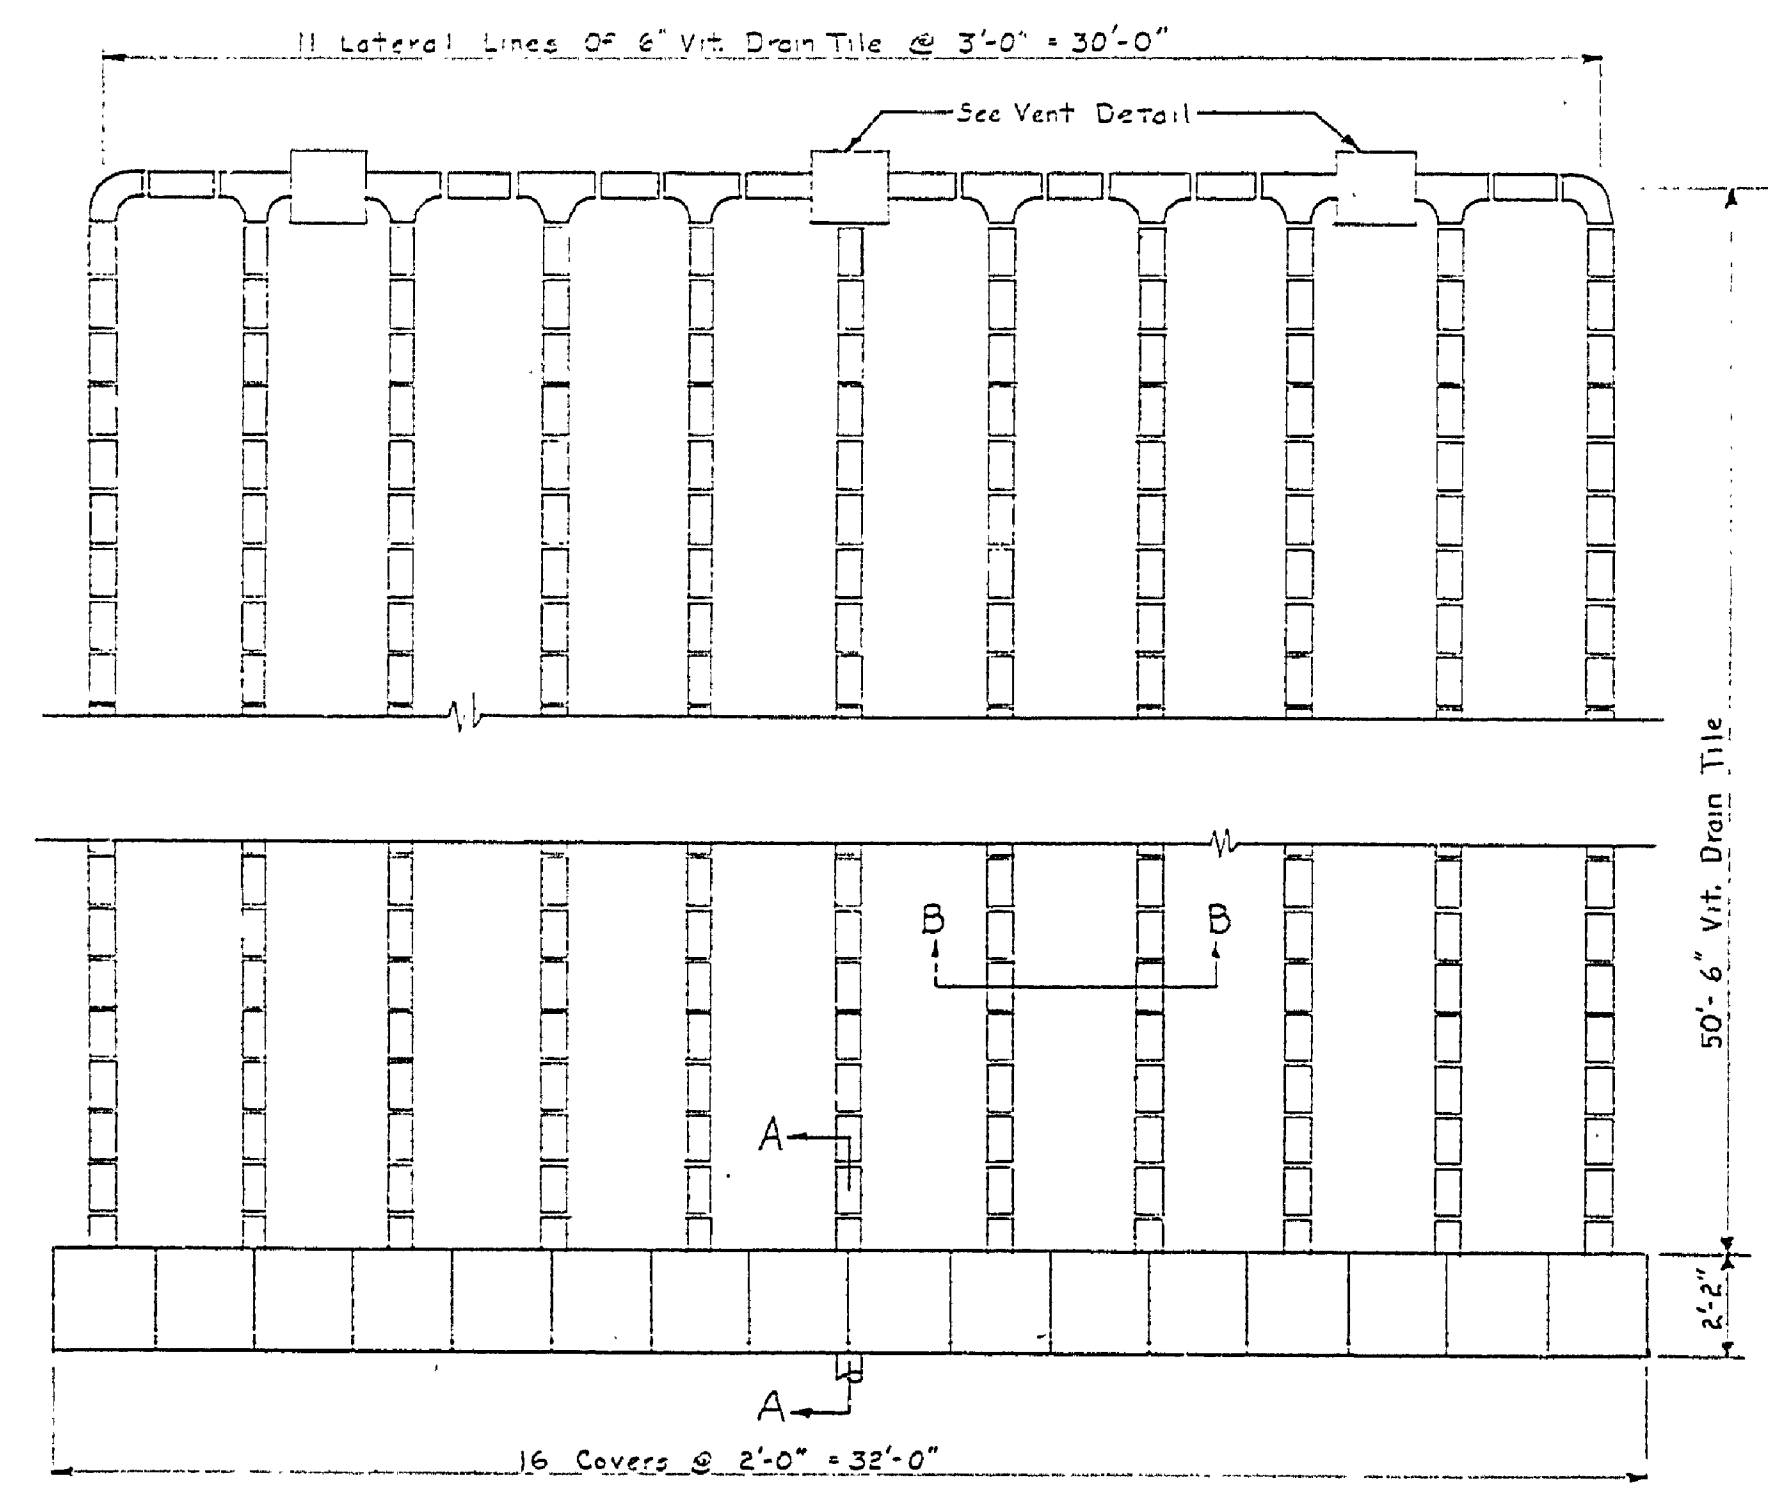 11 Lateral Lines Of 6" Vit. Drain Tile @ 3'-0" = 30'-0"
See Vent Detail
50'-6" Vit. Drain Tile
B B
A
2'-2"
A
16 Covers @ 2'-0" = 32'-0"